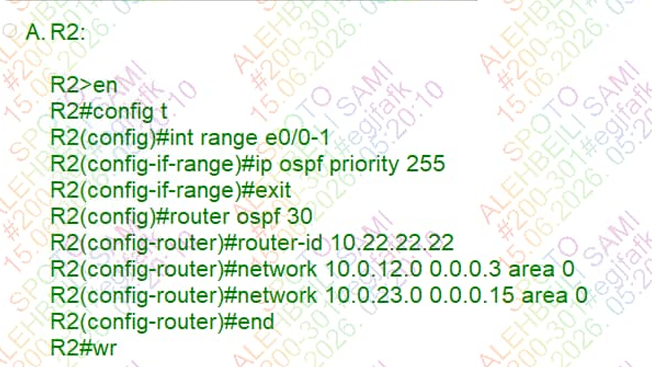 A. R2:
R2>en
R2#config t
R2(config)#int range e0/0-1
R2(config-if-range)#ip ospf priority 255
R2(config-if-range)#exit
R2(config)#router ospf 30
R2(config-router)#router-id 10.22.22.22
R2(config-router)#network 10.0.12.0 0.0.0.3 area 0
R2(config-router)#network 10.0.23.0 0.0.0.15 area 0
R2(config-router)#end
R2#wr